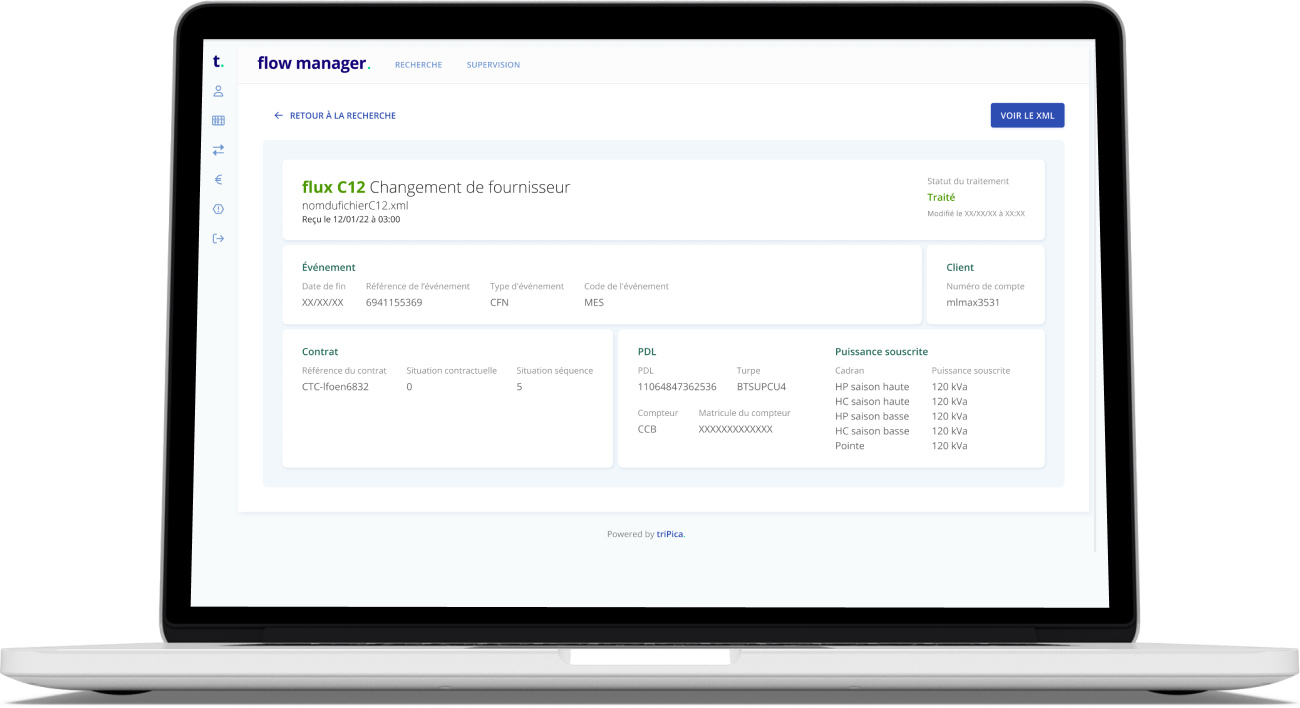 t.
flow manager.
RECHERCHE
SUPERVISION
← RETOUR À LA RECHERCHE
VOIR LE XML
flux C12 Changement de fournisseur
nomdufichierC12.xml
Reçu le 12/01/22 à 03:00
Statut du traitement
Traité
Modifié le XX/XX/XX à XX:XX
Événement
Date de fin Référence de l'événement Type d'événement Code de l'événement
XX/XX/XX 6941155369 CFN MES
Client
Numéro de compte
mlmax3531
Contrat
Référence du contrat Situation contractuelle Situation séquence
CTC-lfoen6832 0 5
PDL
PDL Turpe
11064847362536 BTSUPCU4
Compteur Matricule du compteur
CCB XXXXXXXXXXXXX
Puissance souscrite
Cadran Puissance souscrite
HP saison haute 120 kVa
HC saison haute 120 kVa
HP saison basse 120 kVa
HC saison basse 120 kVa
Pointe 120 kVa
Powered by triPica.